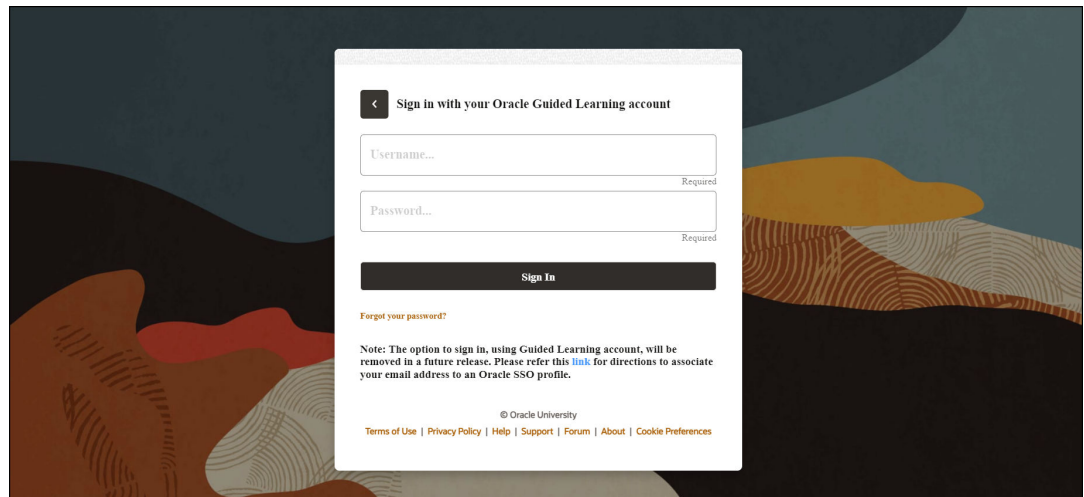 Sign in with your Oracle Guided Learning account
Username...
Required
Password...
Required
Sign In
Forgot your password?
Note: The option to sign in, using Guided Learning account, will be
removed in a future release. Please refer this link for directions to associate
your email address to an Oracle SSO profile.
© Oracle University
Terms of Use | Privacy Policy | Help | Support | Forum | About | Cookie Preferences